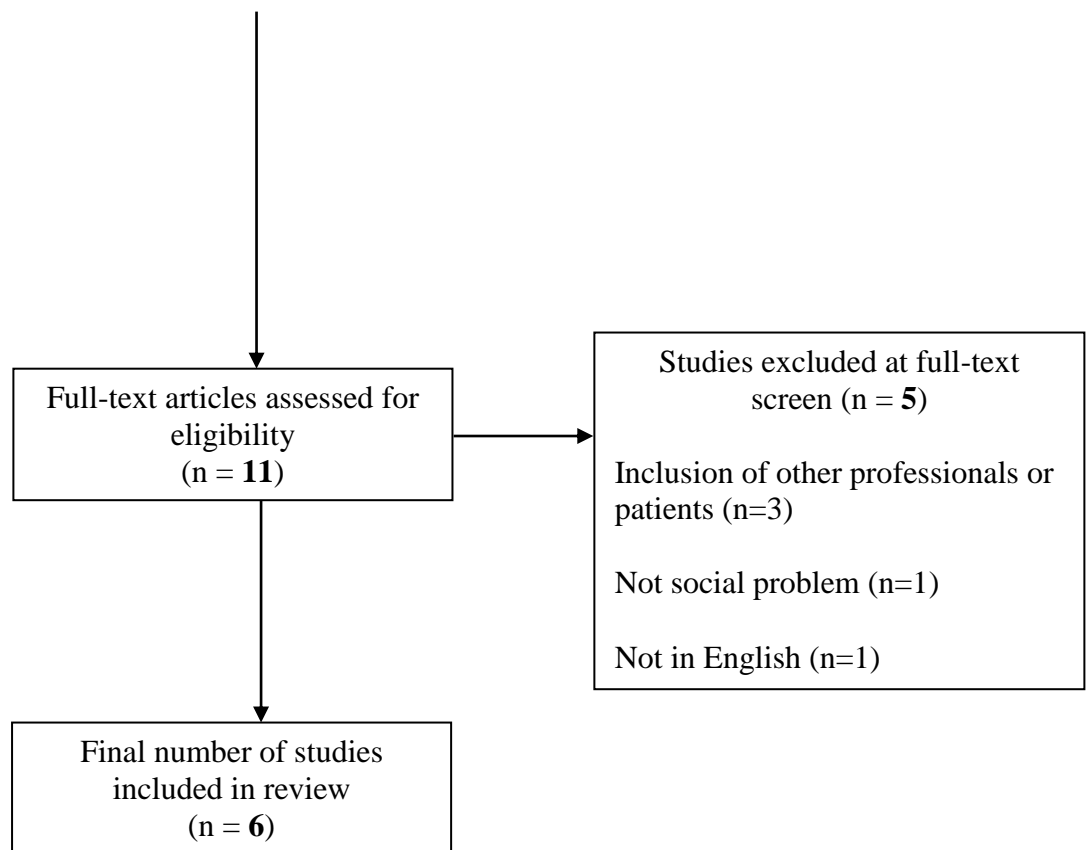 Full-text articles assessed for
eligibility
(n = 11)
Studies excluded at full-text
screen (n = 5)
Inclusion of other professionals or
patients (n=3)
Not social problem (n=1)
Not in English (n=1)
Final number of studies
included in review
(n = 6)